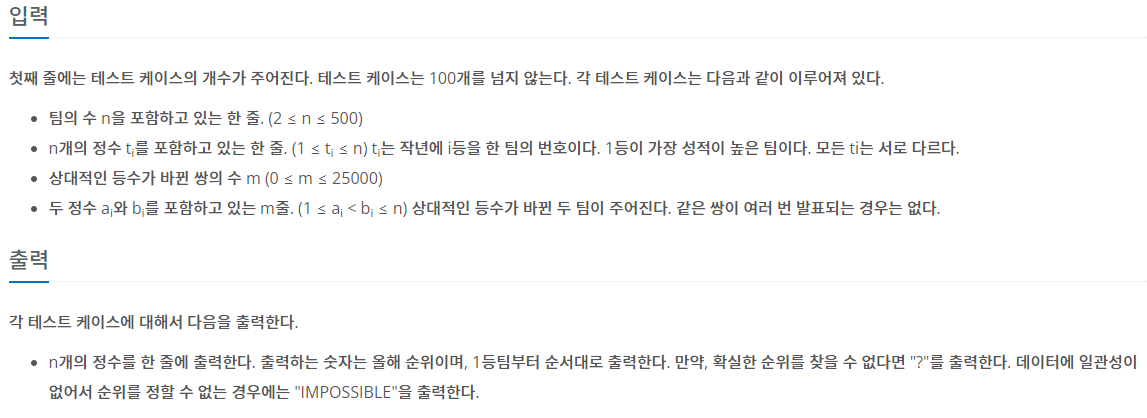 입력
첫째 줄에는 테스트 케이스의 개수가 주어진다. 테스트 케이스는 100개를 넘지 않는다. 각 테스트 케이스는 다음과 같이 이루어져 있다.
• 팀의 수 n을 포함하고 있는 한 줄. (2 ≤ n ≤ 500)
• n개의 정수 ti를 포함하고 있는 한 줄. (1 ≤ ti ≤ n) ti는 작년에 i등을 한 팀의 번호이다. 1등이 가장 성적이 높은 팀이다. 모든 ti는 서로 다르다.
• 상대적인 등수가 바뀐 쌍의 수 m (0 ≤ m ≤ 25000)
• 두 정수 ai와 bi를 포함하고 있는 m줄. (1 ≤ ai < bi ≤ n) 상대적인 등수가 바뀐 두 팀이 주어진다. 같은 쌍이 여러 번 발표되는 경우는 없다.
출력
각 테스트 케이스에 대해서 다음을 출력한다.
• n개의 정수를 한 줄에 출력한다. 출력하는 숫자는 올해 순위이며, 1등팀부터 순서대로 출력한다. 만약, 확실한 순위를 찾을 수 없다면 "?"를 출력한다. 데이터에 일관성이
없어서 순위를 정할 수 없는 경우에는 "IMPOSSIBLE"을 출력한다.